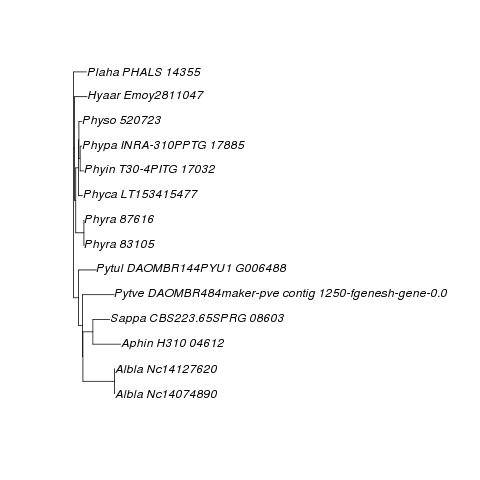 Plaha PHALS 14355
Hyaar Emoy2811047
Physo 520723
Phypa INRA-310PPTG 17885
Phyin T30-4PITG 17032
Phyca LT153415477
Phyra 87616
Phyra 83105
Pytul DAOMBR144PYU1 G006488
Pytve DAOMBR484maker-pve contig 1250-fgenesh-gene-0.0
Sappa CBS223.65SPRG 08603
Aphin H310 04612
Albla Nc14127620
Albla Nc14074890